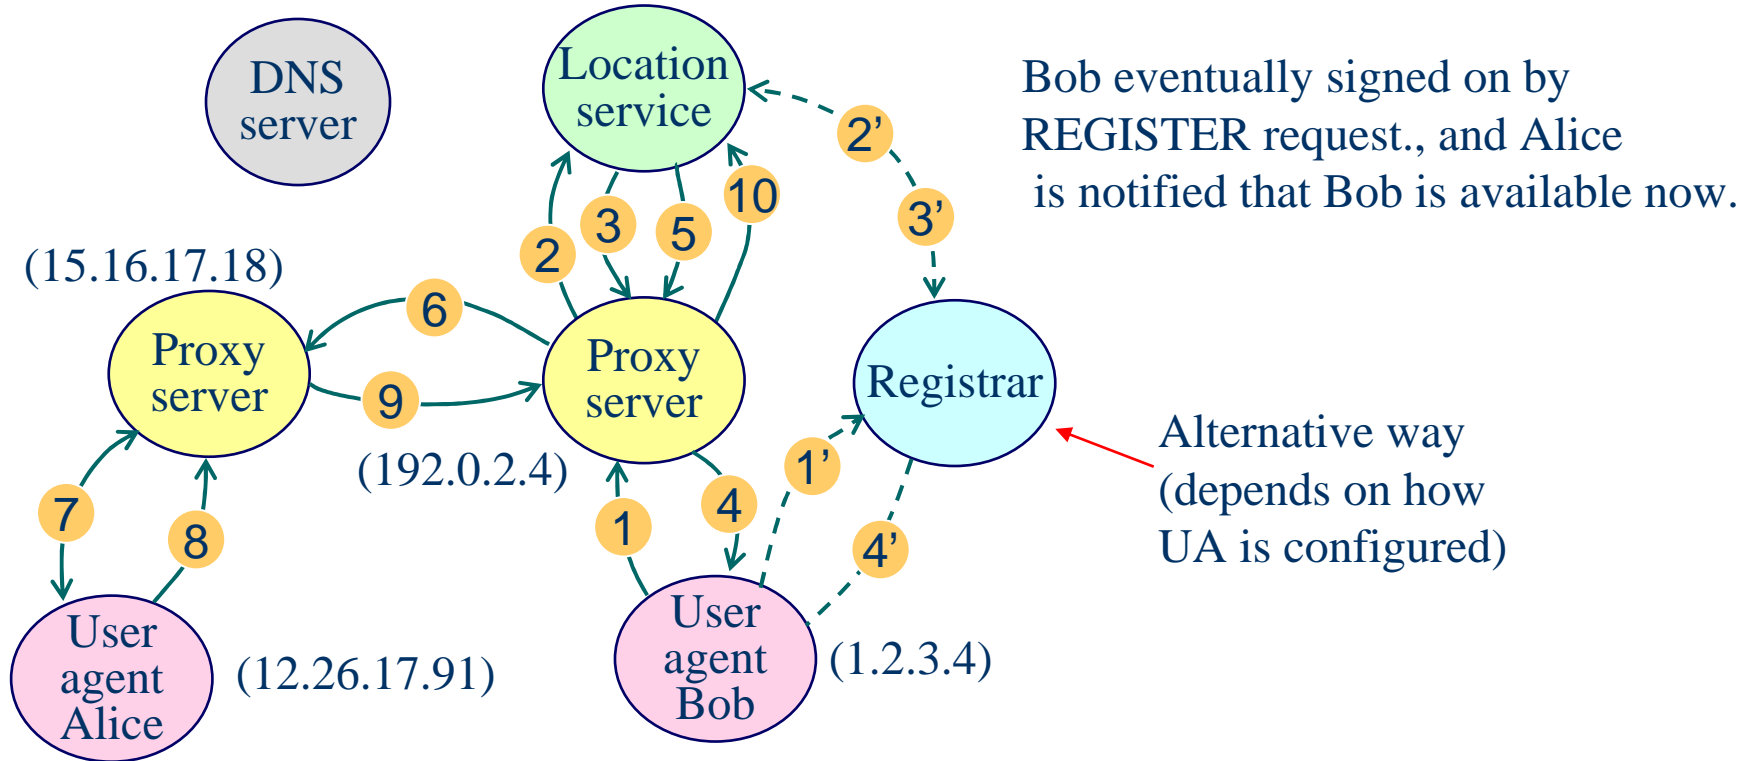 DNS
server
Location
service
Bob eventually signed on by
REGISTER request., and Alice
is notified that Bob is available now.
2’
10
3’
3
5
2
(15.16.17.18)
6
Proxy
server
Proxy
server
Registrar
9
Alternative way
(depends on how
UA is configured)
(192.0.2.4)
1’
7
8
1
4
4’
User
agent
Alice
(12.26.17.91)
User
agent
Bob
(1.2.3.4)